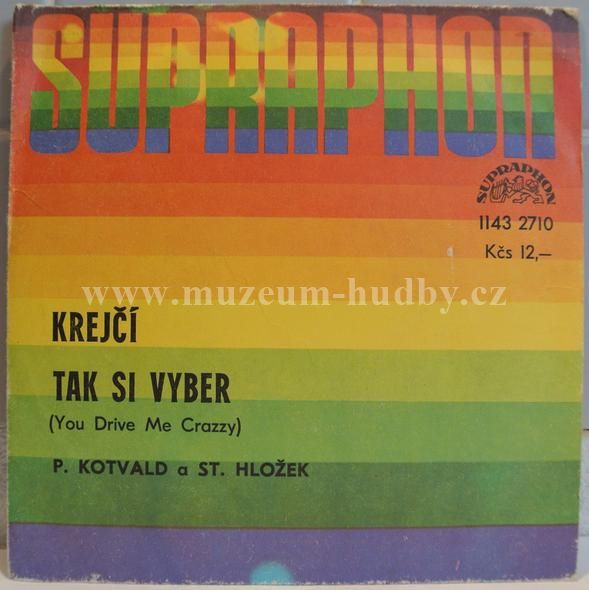 SUPRAPHON
SUPRAPHON
1143 2710
Kčs 12,—
www.muzeum-hudby.cz
KREJČÍ
TAK SI VYBER
(You Drive Me Crazzy)
P. KOTVALD a ST. HLOŽEK